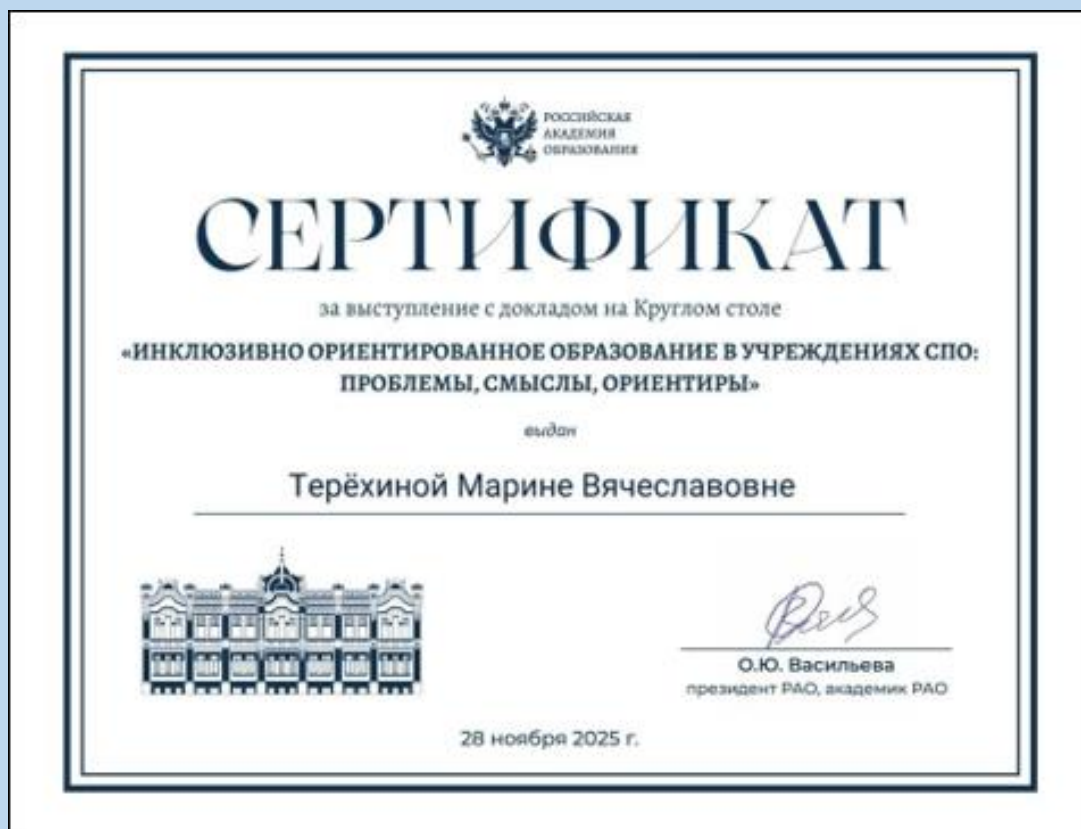 РОССИЙСКАЯ
АКАДЕМИЯ
ОБРАЗОВАНИЯ
СЕРТИФИКАТ
за выступление с докладом на Круглом столе
«ИНКЛЮЗИВНО ОРИЕНТИРОВАННОЕ ОБРАЗОВАНИЕ В УЧРЕЖДЕНИЯХ СПО:
ПРОБЛЕМЫ, СМЫСЛЫ, ОРИЕНТИРЫ»
выдан
Терёхиной Марине Вячеславовне
О.Ю. Васильева
президент РАО, академик РАО
28 ноября 2025 г.